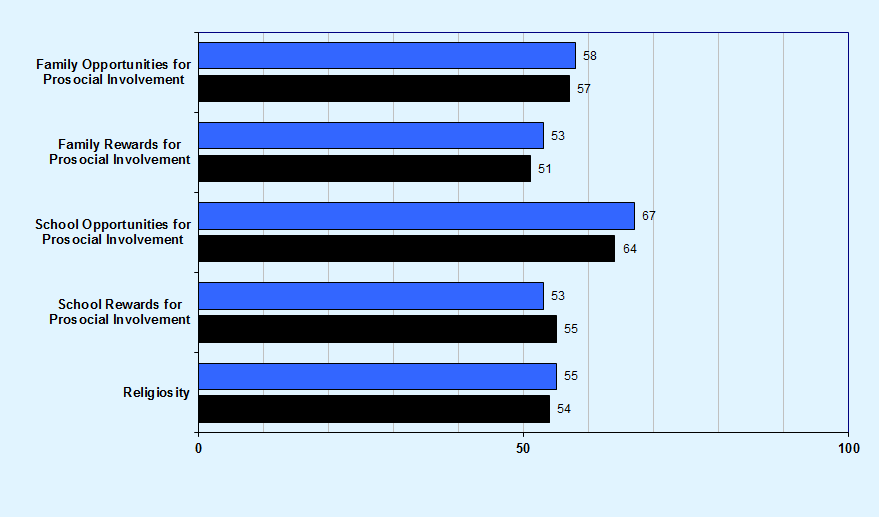 Family Opportunities for
Prosocial Involvement
58
57
Family Rewards for
Prosocial Involvement
53
51
School Opportunities for
Prosocial Involvement
67
64
School Rewards for
Prosocial Involvement
53
55
Religiosity
55
54
0 50 100